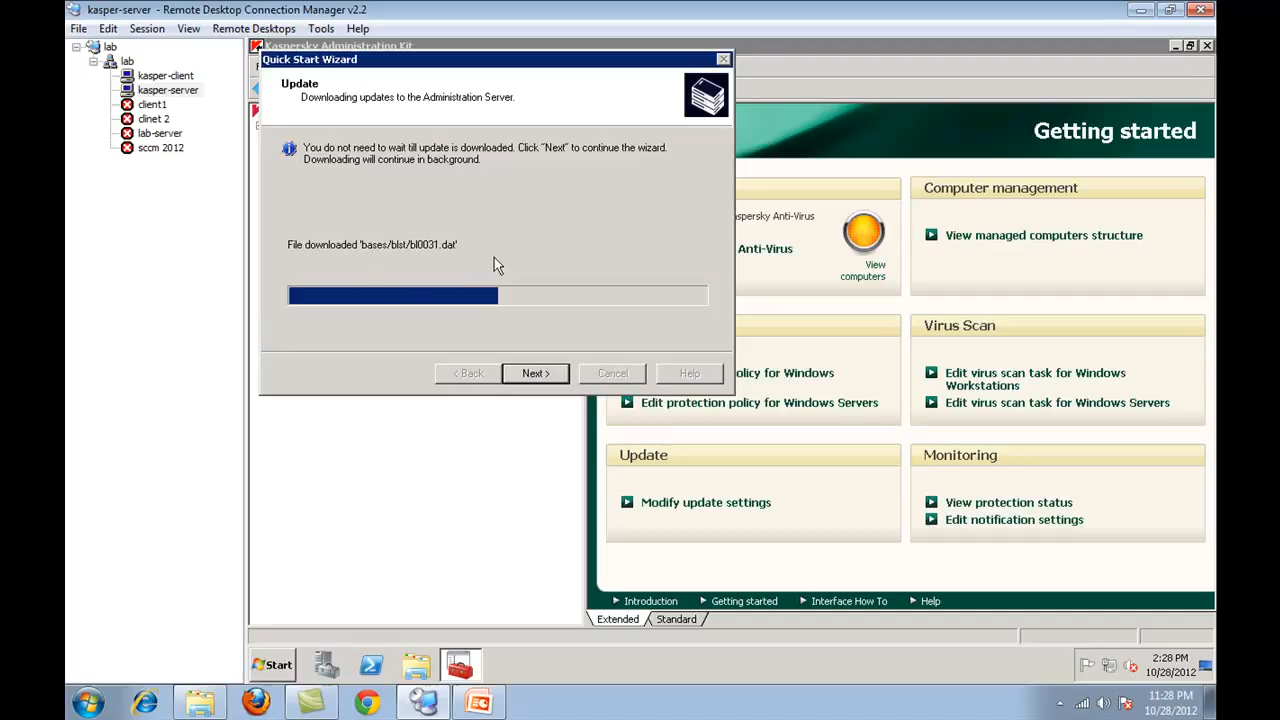 kasper-server - Remote Desktop Connection Manager v2.2
File Edit Session View Remote Desktops Tools Help
lab
lab
kasper-client
kasper-server
client1
clinet 2
lab-server
sccm 2012
Kaspersky Administration Kit
Quick Start Wizard
Update
Downloading updates to the Administration Server.
You do not need to wait till update is downloaded. Click "Next" to continue the wizard.
Downloading will continue in background.
File downloaded 'bases/blst/bl0031.dat'
< Back Next > Cancel Help
Getting started
Computer management
View managed computers structure
aspersky Anti-Virus
Anti-Virus
View
computers
Virus Scan
olicy for Windows
Edit protection policy for Windows Servers
Edit virus scan task for Windows
Workstations
Edit virus scan task for Windows Servers
Update
Modify update settings
Monitoring
View protection status
Edit notification settings
Introduction Getting started Interface How To Help
Extended Standard
Start
2:28 PM
10/28/2012
11:28 PM
10/28/2012